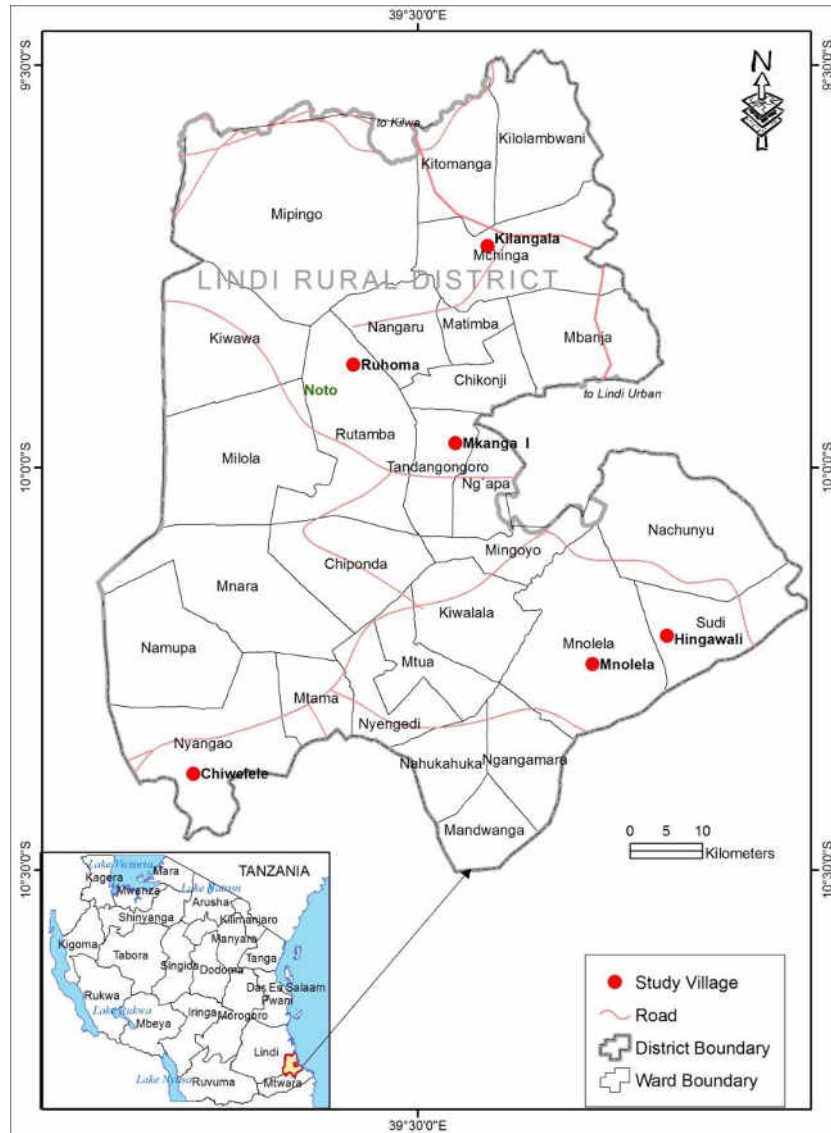 39°30'0"E
9°30'0"S
9°30'0"S
N
to Kilwa
Kilolambwani
Kitomanga
Mipingo
Kilangala
Mchinga
LINDI RURAL DISTRICT
Nangaru
Matimba
Mbanja
Kiwawa
Ruhoma
Chikonji
Noto
to Lindi Urban
Rutamba
Mkanga I
Milola
Tandangongoro
10°0'0"S
10°0'0"S
Ng`apa
Nachunyu
Mingoyo
Chiponda
Mnara
Kiwalala
Sudi
Namupa
Mnolela
Hingawali
Mtua
Mnolela
Mtama
Nyengedi
Nyangao
Nahukahuka
Ngangamara
Chiwelele
Mandwanga
0 5 10
Kilometers
10°30'0"S
10°30'0"S
TANZANIA
Lake Victoria
Mara
Kagera
Mwanza
Arusha
Shinyanga
Kilimanjaro
Manyara
Kigoma
Tabora
Tanga
Singida
Dodoma
Dar Es Salaam
Pwani
Rukwa
Iringa
Morogoro
Lake Rukwa
Mbeya
Lindi
Lake Nyasa
Ruvuma
Mtwara
Study Village
Road
District Boundary
Ward Boundary
39°30'0"E